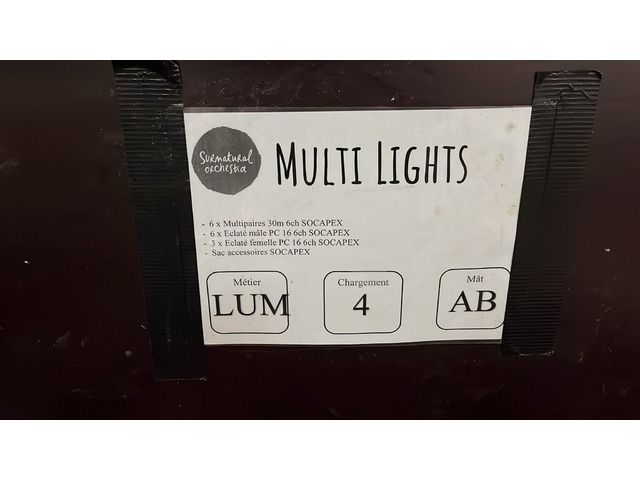 SURNATURAL
ORCHESTRA
MULTI LIGHTS
- 6 x Multipaires 30m 6ch SOCAPEX
- 6 x Eclaté mâle PC 16 6ch SOCAPEX
- 3 x Eclaté femelle PC 16 6ch SOCAPEX
- Sac accessoires SOCAPEX
Métier
LUM
Chargement
4
Mât
AB